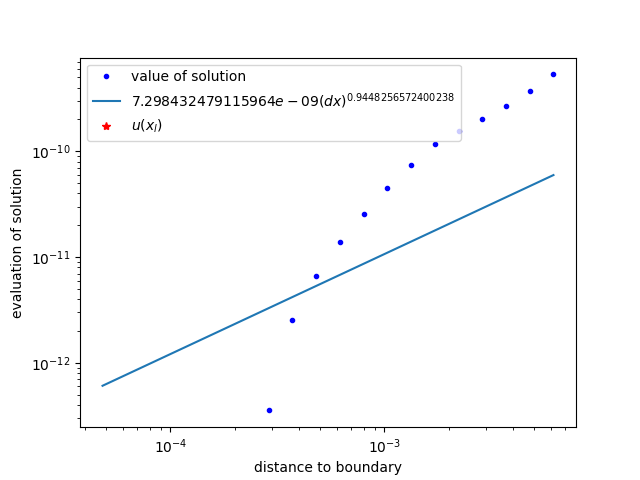 value of solution
7.298432479115964e − 09(dx)^0.9448256572400238
u(x_l)
evaluation of solution
10^−10
10^−11
10^−12
10^−4
10^−3
distance to boundary